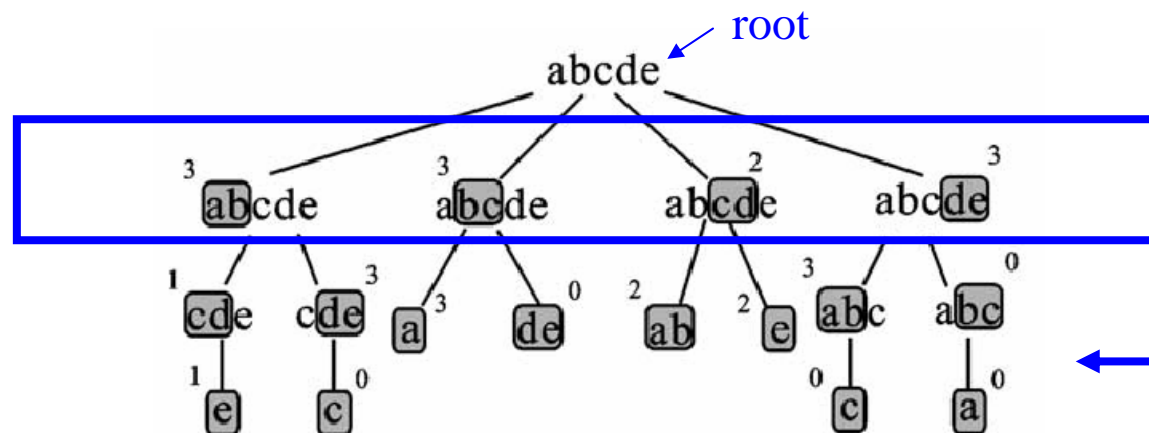 root
abcde
3 3 2 3
abcde abcde abcde abcde
1 3 3 0 2 2 3 0
cde cde a de ab e abc abc
1 0 0 0
e c c a